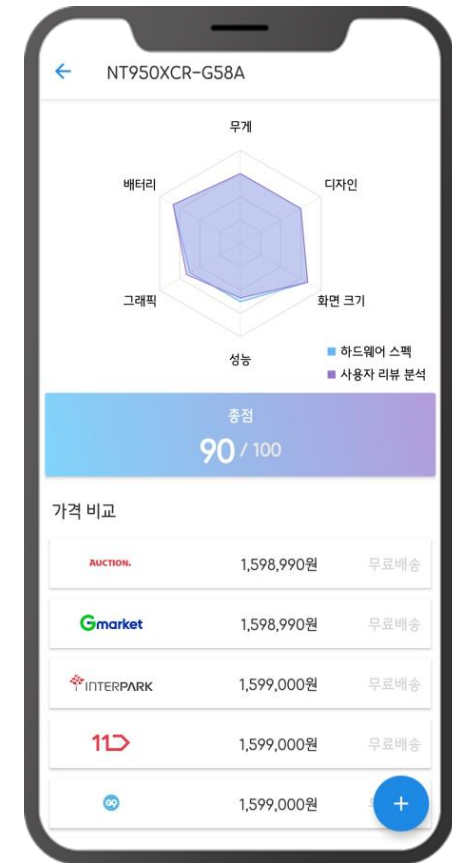 NT950XCR-G58A
무게
배터리
디자인
그래픽
화면 크기
성능
하드웨어 스펙
사용자 리뷰 분석
총점
90 / 100
가격 비교
AUCTION. 1,598,990원 무료배송
Gmarket 1,598,990원 무료배송
INTERPARK 1,599,000원 무료배송
11 1,599,000원 무료배송
G9 1,599,000원
+